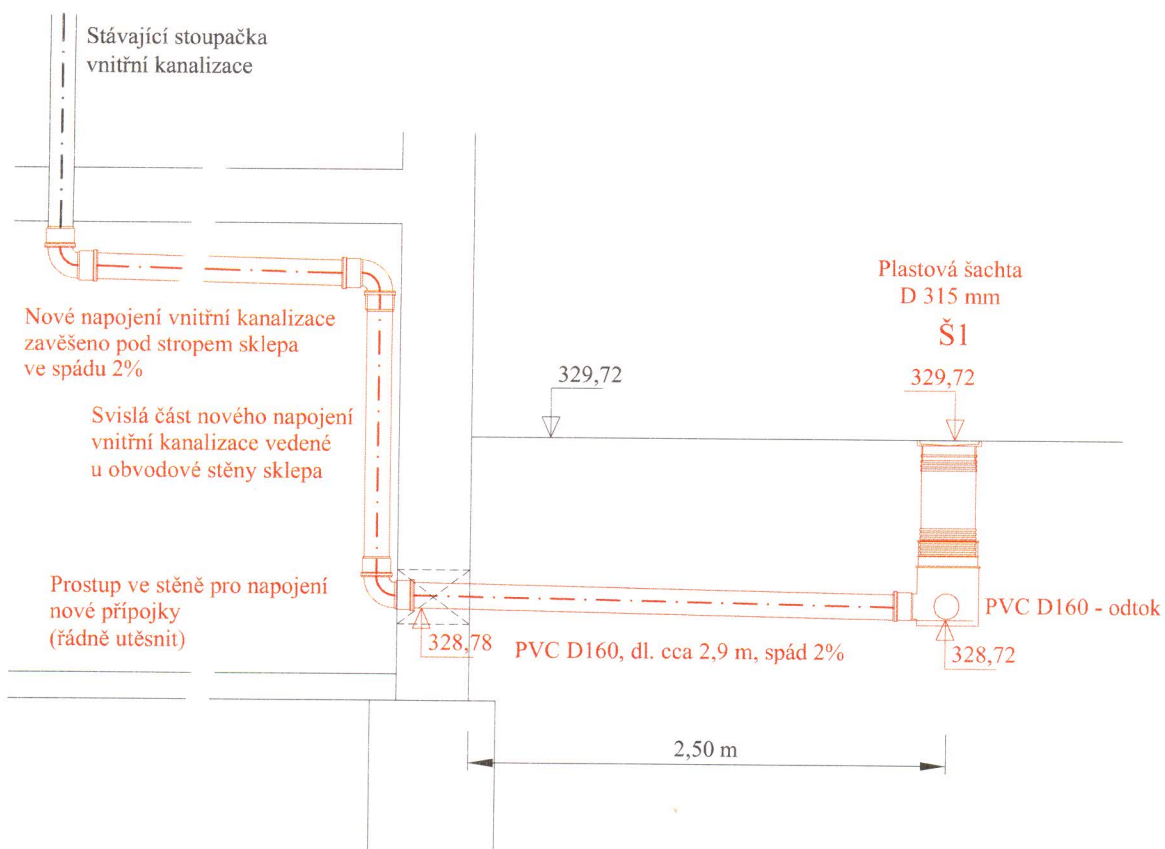 Stávající stoupačka
vnitřní kanalizace
Plastová šachta
D 315 mm
Š1
Nové napojení vnitřní kanalizace
zavěšeno pod stropem sklepa
ve spádu 2%
329,72
329,72
Svislá část nového napojení
vnitřní kanalizace vedené
u obvodové stěny sklepa
Prostup ve stěně pro napojení
nové přípojky
(řádně utěsnit)
PVC D160 - odtok
328,78
PVC D160, dl. cca 2,9 m, spád 2%
328,72
2,50 m